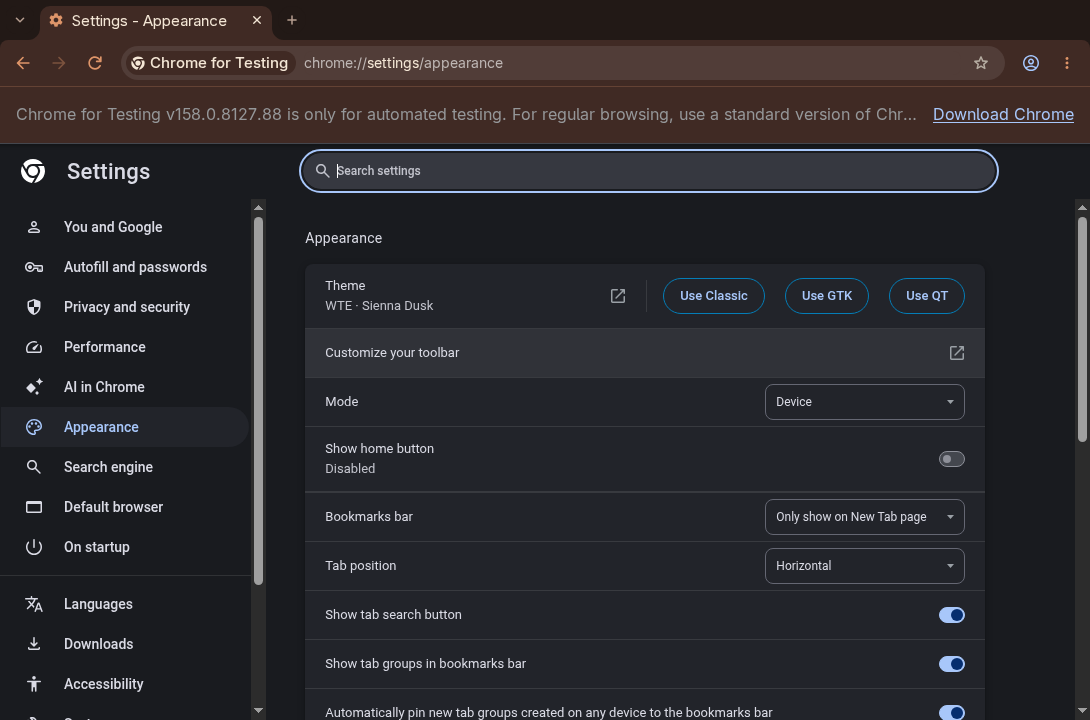 Settings - Appearance
Chrome for Testing
chrome://settings/appearance
Chrome for Testing v158.0.8127.88 is only for automated testing. For regular browsing, use a standard version of Chr...
Download Chrome
Settings
Search settings
You and Google
Autofill and passwords
Privacy and security
Performance
AI in Chrome
Appearance
Search engine
Default browser
On startup
Languages
Downloads
Accessibility
Appearance
Theme
WTE · Sienna Dusk
Use Classic
Use GTK
Use QT
Customize your toolbar
Mode
Device
Show home button
Disabled
Bookmarks bar
Only show on New Tab page
Tab position
Horizontal
Show tab search button
Show tab groups in bookmarks bar
Automatically pin new tab groups created on any device to the bookmarks bar